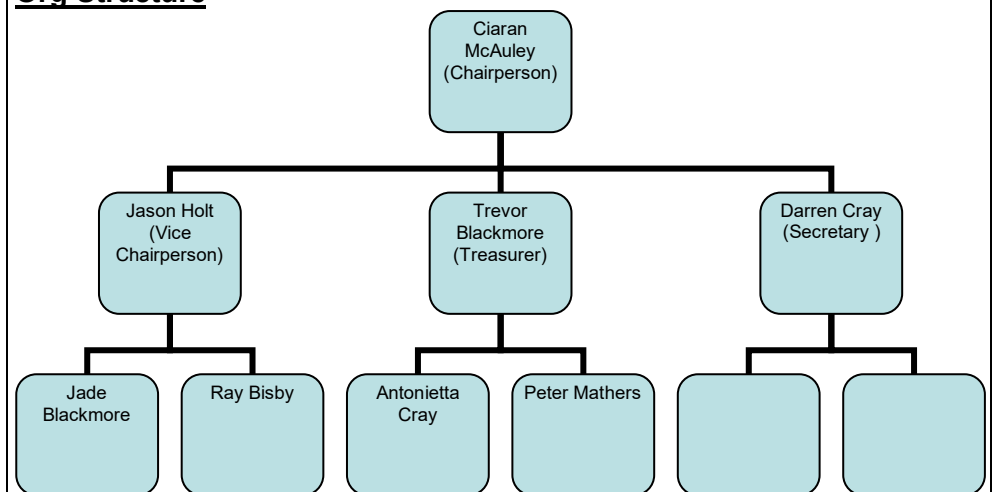 Org Structure
Ciaran
McAuley
(Chairperson)
Jason Holt
(Vice
Chairperson)
Trevor
Blackmore
(Treasurer)
Darren Cray
(Secretary )
Jade
Blackmore
Ray Bisby
Antonietta
Cray
Peter Mathers